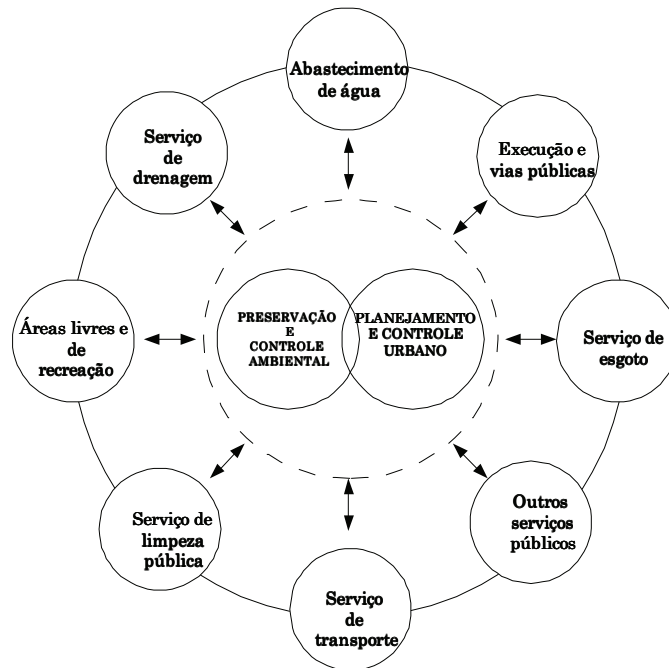 Abastecimento
de água
Serviço
de
drenagem
Execução e
vias públicas
Áreas livres e
de
recreação
PRESERVAÇÃO
E
CONTROLE
AMBIENTAL
PLANEJAMENTO
E CONTROLE
URBANO
Serviço de
esgoto
Serviço de
limpeza
pública
Outros
serviços
públicos
Serviço
de
transporte